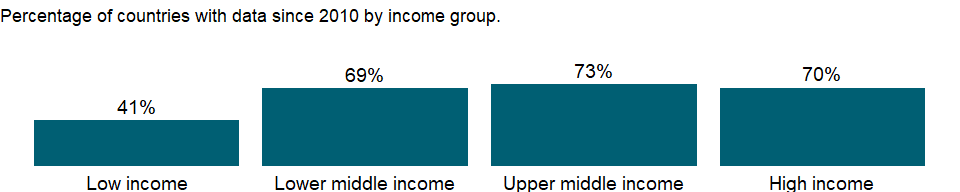 Percentage of countries with data since 2010 by income group.
41%
69%
73%
70%
Low income
Lower middle income
Upper middle income
High income